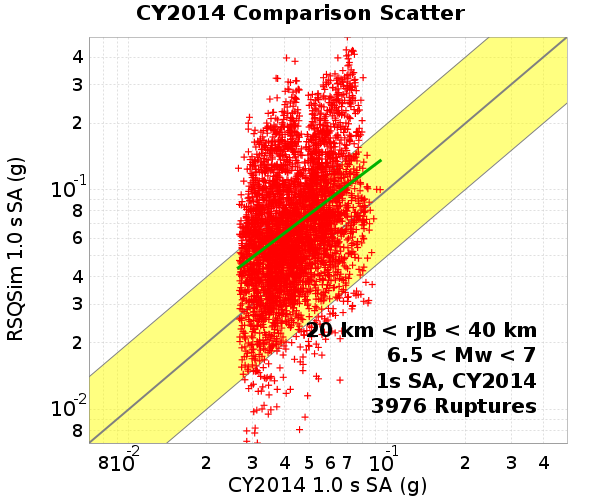 CY2014 Comparison Scatter
RSQSim 1.0 s SA (g)
4
3
2
10-1
8
6
4
3
2
10-2
8
20 km < rJB < 40 km
6.5 < Mw < 7
1s SA, CY2014
3976 Ruptures
8 10-2 2 3 4 5 6 7 10-1 2 3 4
CY2014 1.0 s SA (g)